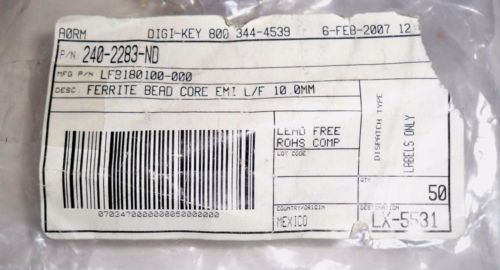 A0RM DIGI-KEY 800 344-4539 6-FEB-2007 12
P/N 240-2283-ND
MFG P/N LFB180100-000
DESC: FERRITE BEAD CORE EMI L/F 10.0MM
LEAD FREE
ROHS COMP
LOT CODE
DISPATCH TYPE
LABELS ONLY
QTY
50
COUNTRY/ORIGIN
MEXICO
DESTINATION
LX-5531